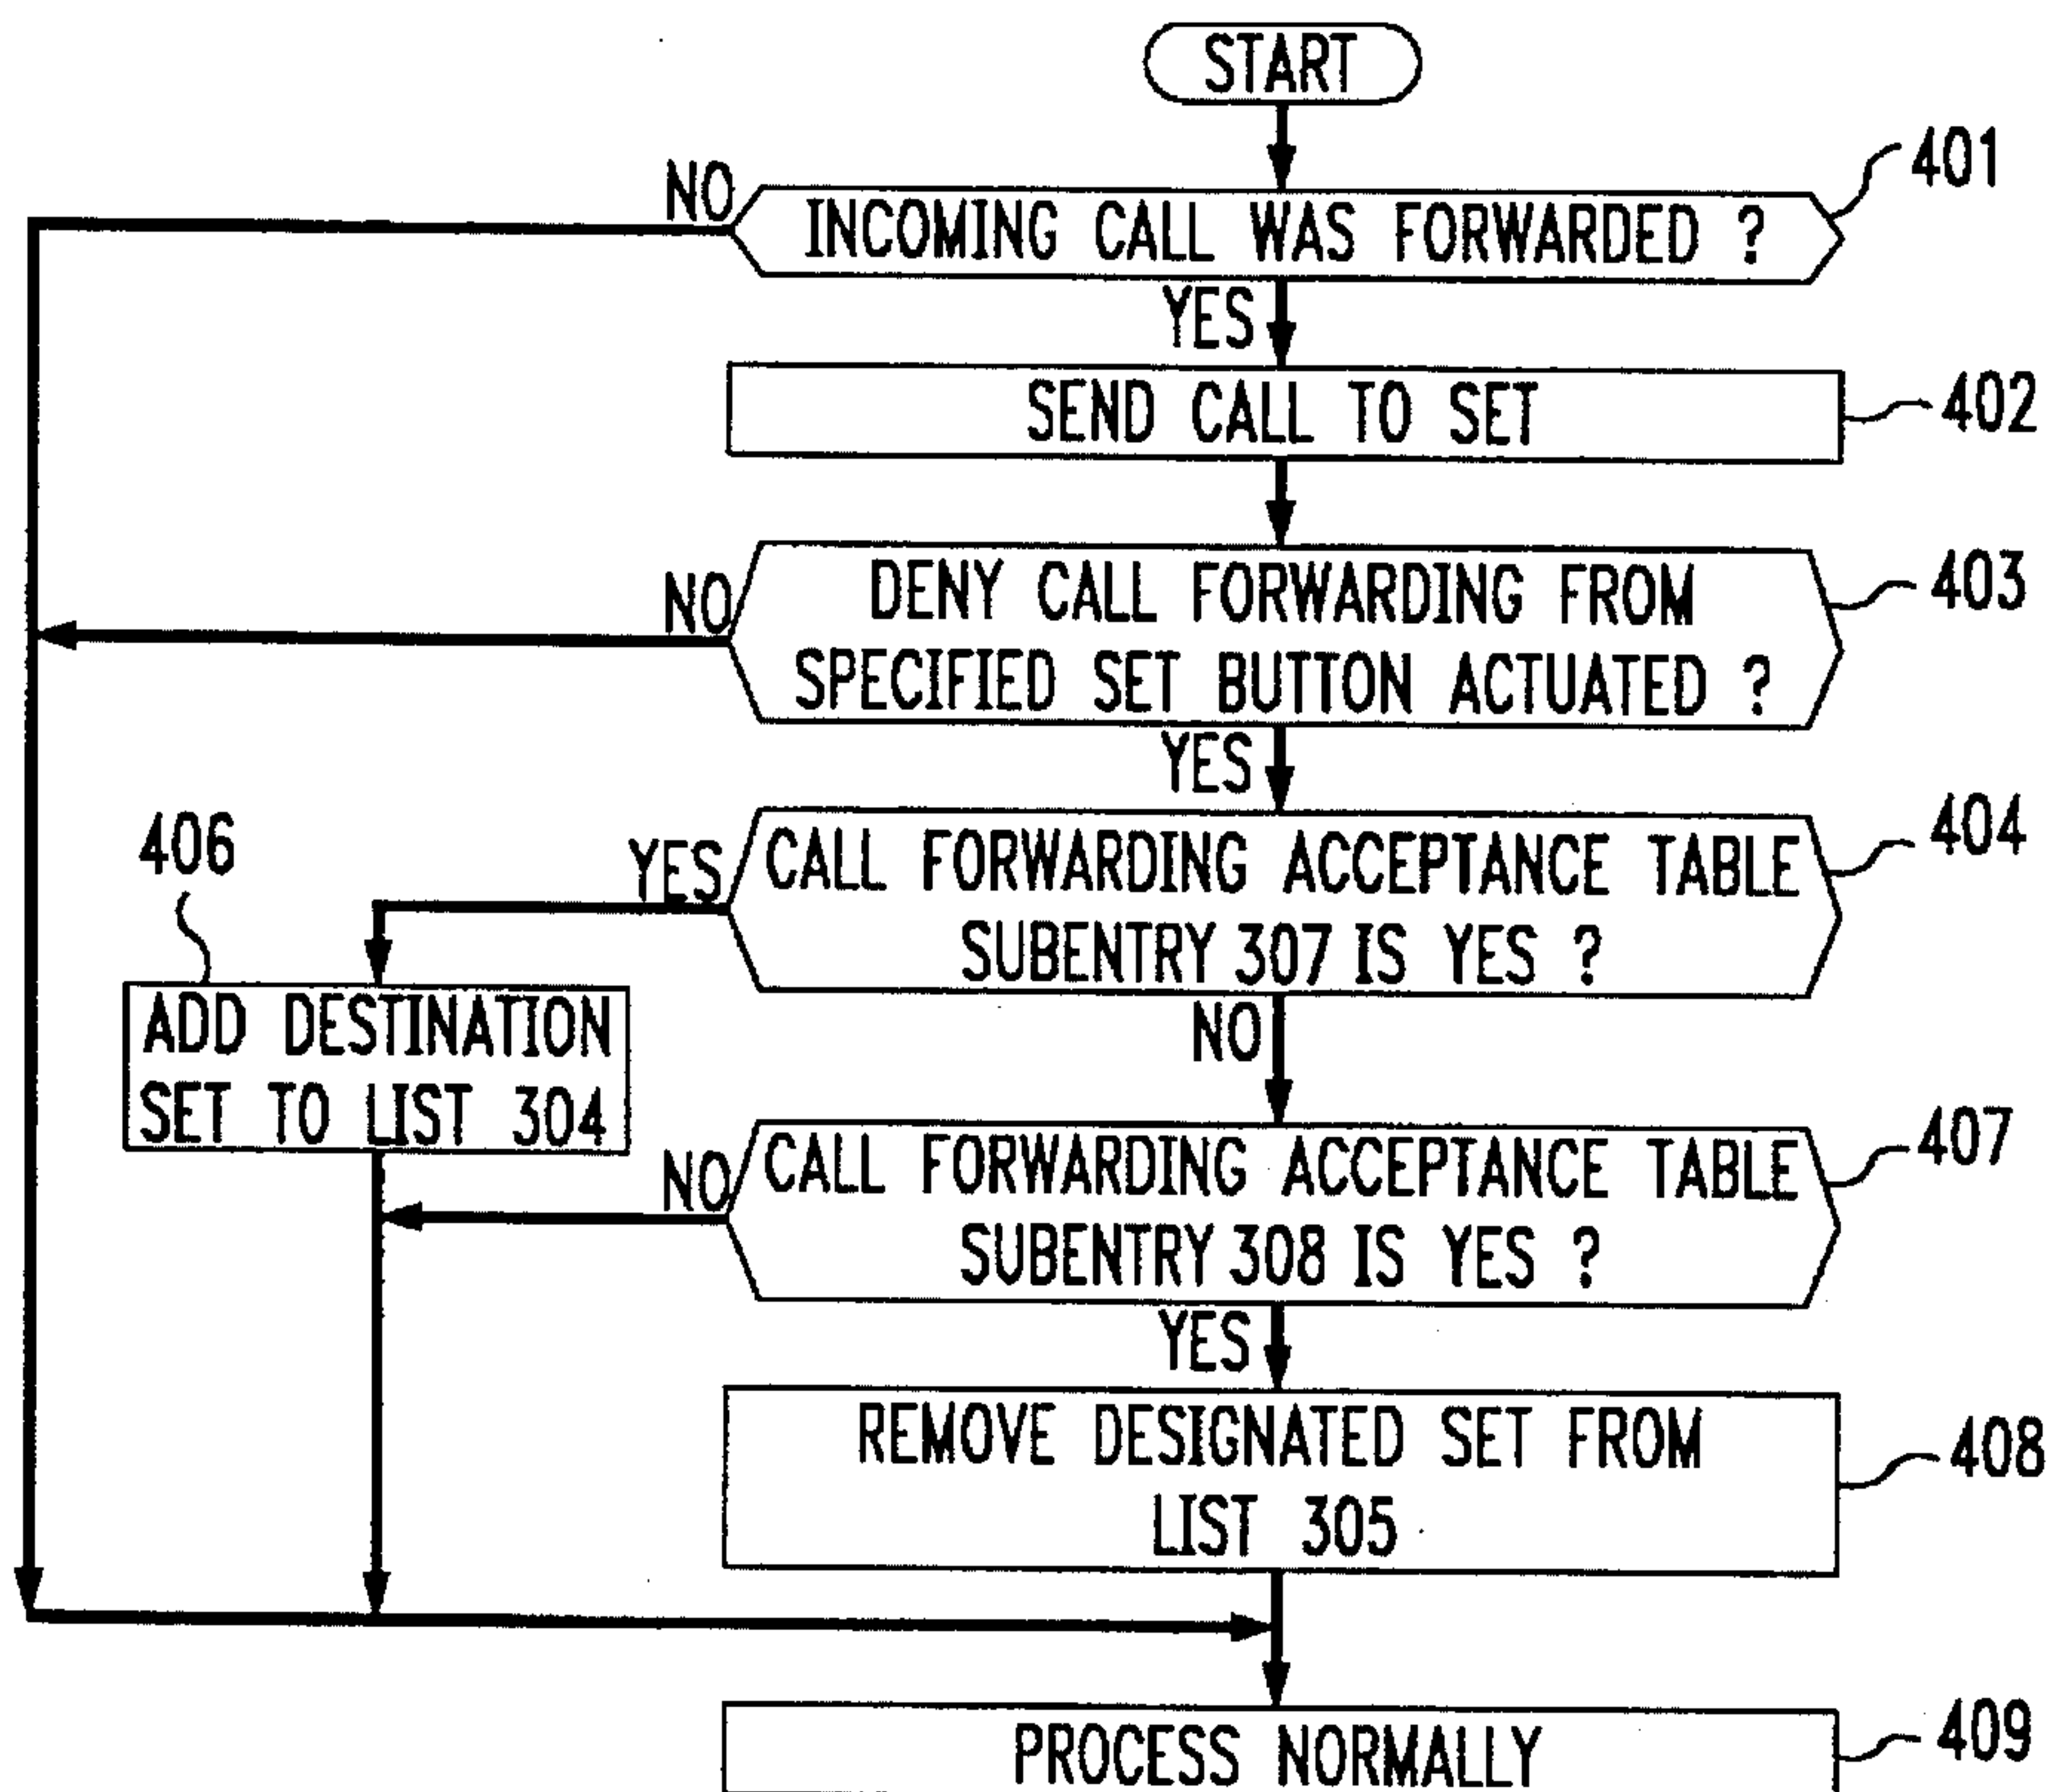 START
401
NO
INCOMING CALL WAS FORWARDED ?
YES
SEND CALL TO SET
402
NO
DENY CALL FORWARDING FROM
SPECIFIED SET BUTTON ACTUATED ?
403
YES
406
YES
CALL FORWARDING ACCEPTANCE TABLE
SUBENTRY 307 IS YES ?
404
ADD DESTINATION
SET TO LIST 304
NO
NO
CALL FORWARDING ACCEPTANCE TABLE
SUBENTRY 308 IS YES ?
407
YES
REMOVE DESIGNATED SET FROM
LIST 305
408
PROCESS NORMALLY
409